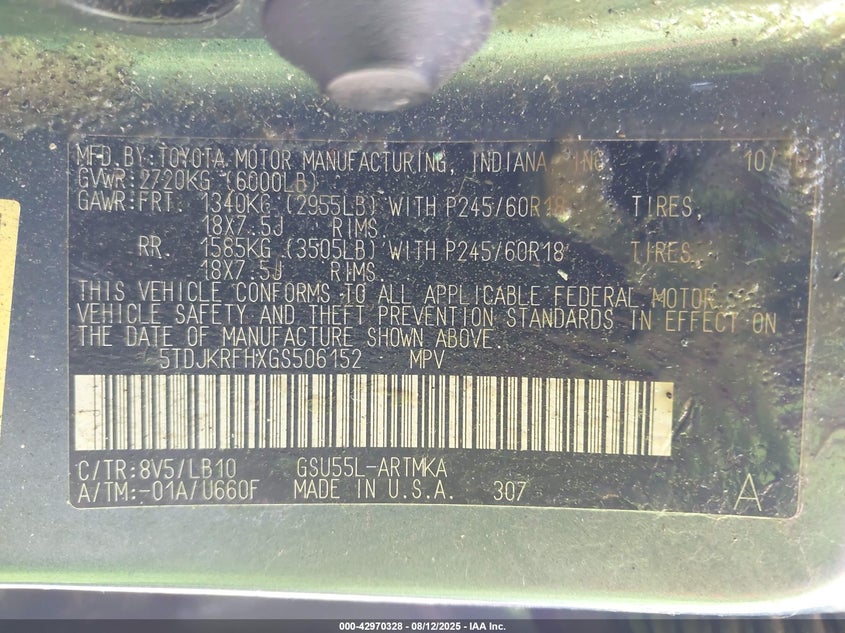 MFD.BY:TOYOTA MOTOR MANUFACTURING, INDIANA, INC 10/
GVWR:2720KG (6000LB)
GAWR:FRT. 1340KG (2955LB) WITH P245/60R18 TIRES,
18X7.5J RIMS.
RR. 1585KG (3505LB) WITH P245/60R18 TIRES,
18X7.5J RIMS.
THIS VEHICLE CONFORMS TO ALL APPLICABLE FEDERAL MOTOR
VEHICLE SAFETY AND THEFT PREVENTION STANDARDS IN EFFECT ON
THE DATE OF MANUFACTURE SHOWN ABOVE.
5TDJKRFHXGS506152 MPV
C/TR:8V5/LB10 GSU55L-ARTMKA
A/TM:-01A/U660F MADE IN U.S.A. 307 A
000-42970328 - 08/12/2025 - IAA Inc.